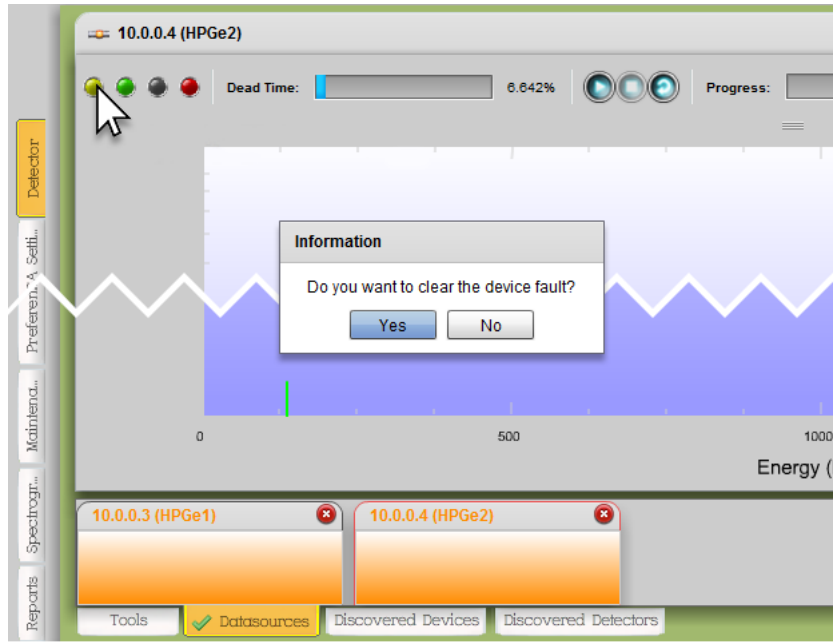 10.0.0.4 (HPGe2)
Dead Time: 6.642% Progress:
Detector
Information
Do you want to clear the device fault?
Yes No
Setti...
Maintena...
Spectrogr...
Reports
0 500 1000
Energy (
10.0.0.3 (HPGe1) 10.0.0.4 (HPGe2)
Tools Datasources Discovered Devices Discovered Detectors